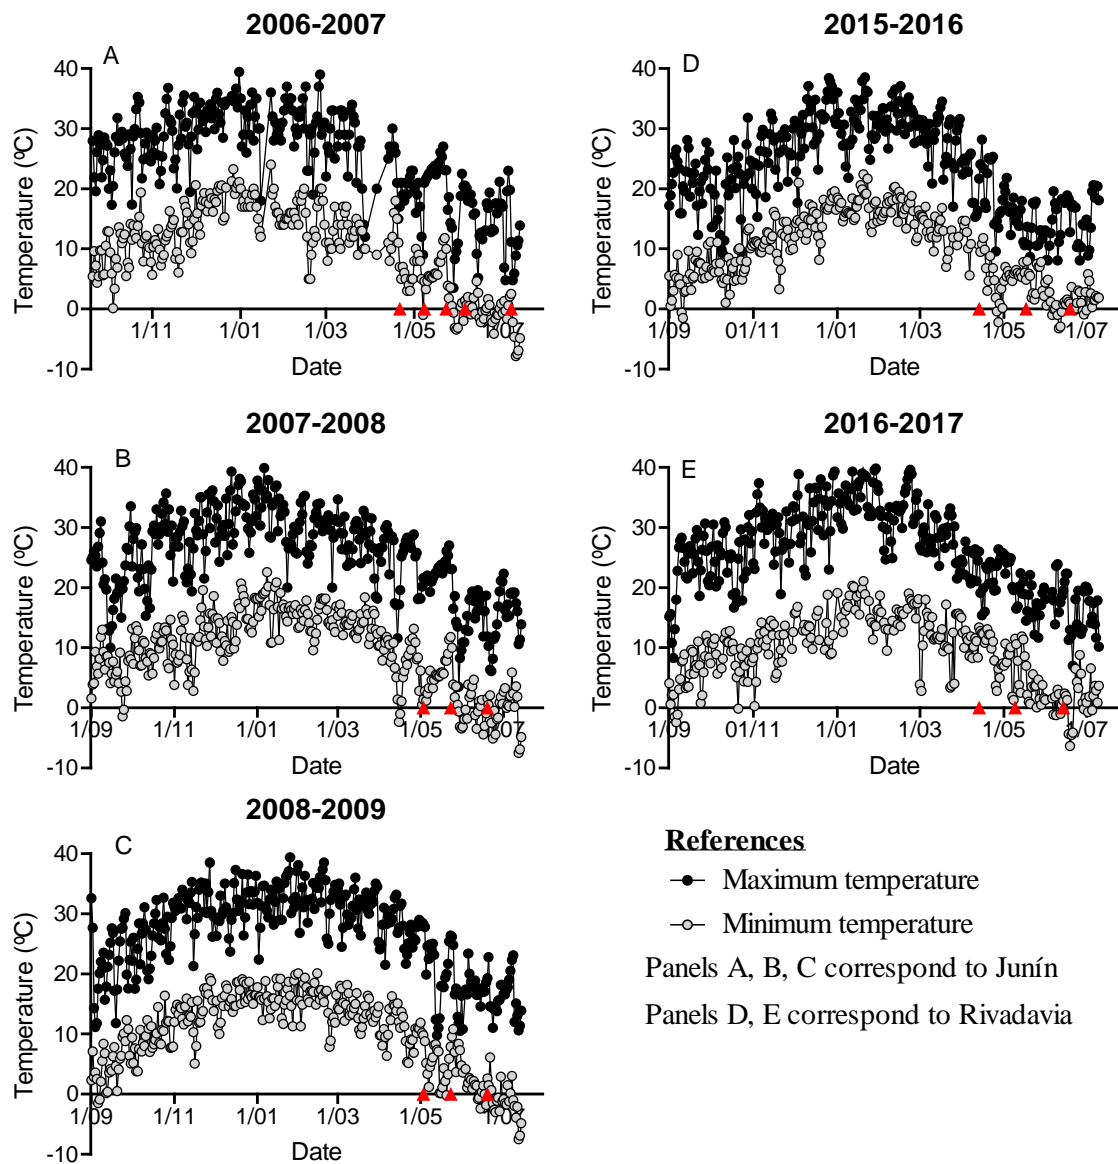 2006-2007
A
Temperature (ºC)
40
30
20
10
0
-10
1/11 1/01 1/03 1/05 1/07
Date
2015-2016
D
Temperature (ºC)
40
30
20
10
0
-10
1/09 01/11 1/01 1/03 1/05 1/07
Date
2007-2008
B
Temperature (ºC)
40
30
20
10
0
-10
1/09 1/11 1/01 1/03 1/05 1/07
Date
2016-2017
E
Temperature (ºC)
40
30
20
10
0
-10
1/09 01/11 1/01 1/03 1/05 1/07
Date
2008-2009
C
Temperature (ºC)
40
30
20
10
0
-10
1/09 1/11 1/01 1/03 1/05 1/07
Date
References
Maximum temperature
Minimum temperature
Panels A, B, C correspond to Junín
Panels D, E correspond to Rivadavia